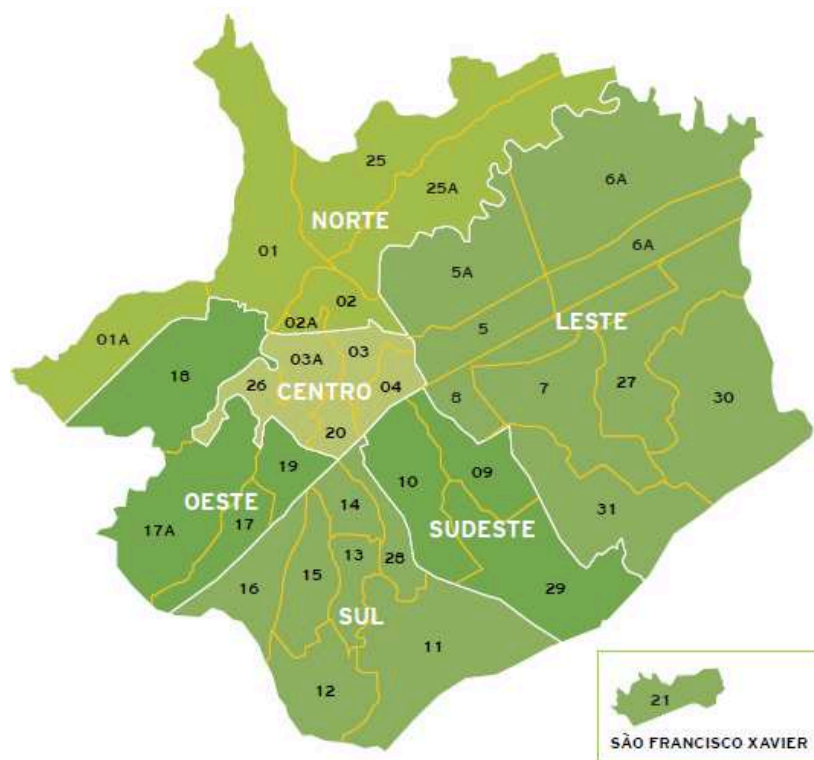 25
6A
25A
NORTE
6A
01
5A
02
02A
5
LESTE
01A
03
03A
18
26
CENTRO
04
8
7
27
30
20
19
09
10
OESTE
14
31
17A
17
SUDESTE
13
28
15
16
29
SUL
11
12
21
SÃO FRANCISCO XAVIER